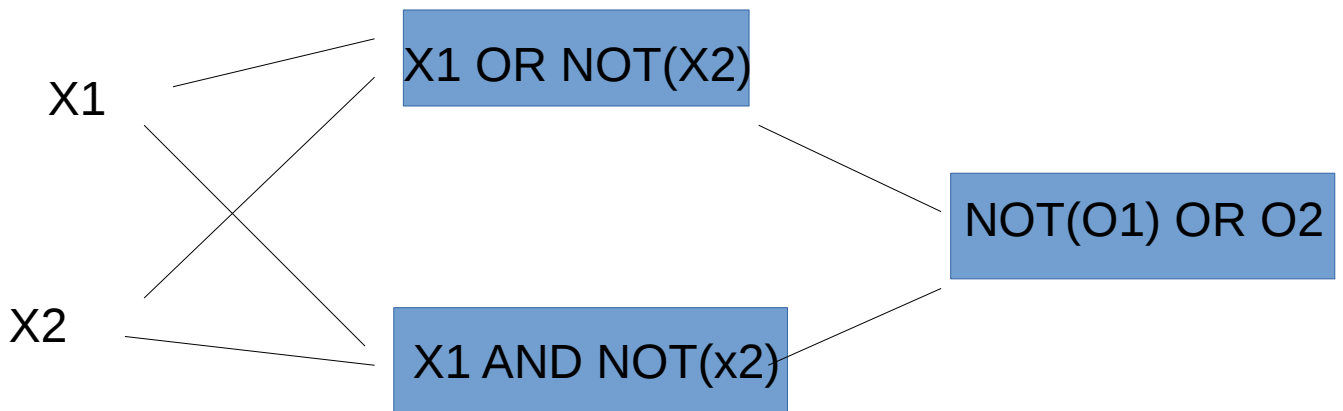 X1 OR NOT(X2)
X1
NOT(O1) OR O2
X2
X1 AND NOT(x2)